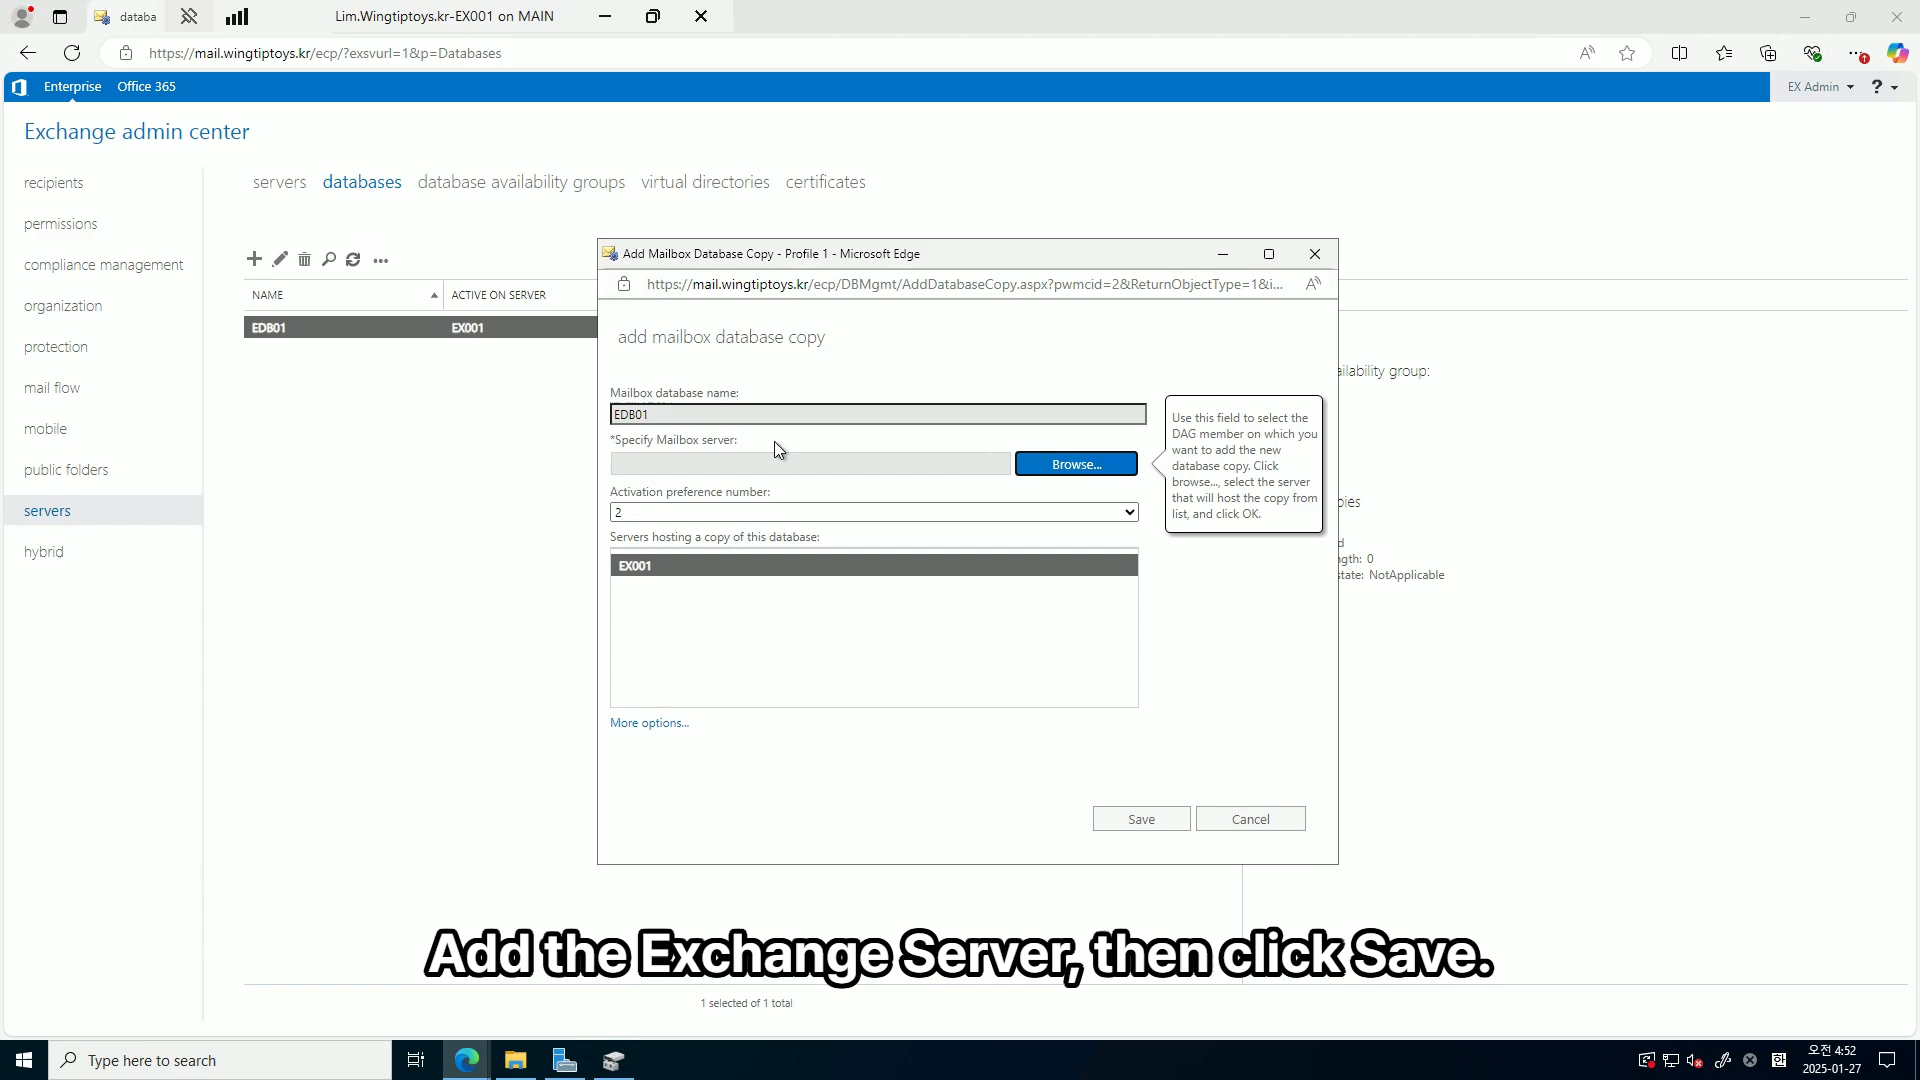 databa
Lim.Wingtiptoys.kr-EX001 on MAIN
https://mail.wingtiptoys.kr/ecp/?exsvurl=1&p=Databases
Enterprise Office 365
EX Admin ?
Exchange admin center
recipients
permissions
compliance management
organization
protection
mail flow
mobile
public folders
servers
hybrid
servers databases database availability groups virtual directories certificates
NAME ACTIVE ON SERVER
EDB01 EX001
Add Mailbox Database Copy - Profile 1 - Microsoft Edge
https://mail.wingtiptoys.kr/ecp/DBMgmt/AddDatabaseCopy.aspx?pwmcid=2&ReturnObjectType=1&i...
add mailbox database copy
Mailbox database name:
EDB01
*Specify Mailbox server:
Browse...
Activation preference number:
2
Servers hosting a copy of this database:
EX001
More options...
Use this field to select the
DAG member on which you
want to add the new
database copy. Click
browse..., select the server
that will host the copy from
list, and click OK.
Save Cancel
ailability group:
pies
d
ngth: 0
state: NotApplicable
Add the Exchange Server, then click Save.
1 selected of 1 total
Type here to search
오전 4:52
2025-01-27